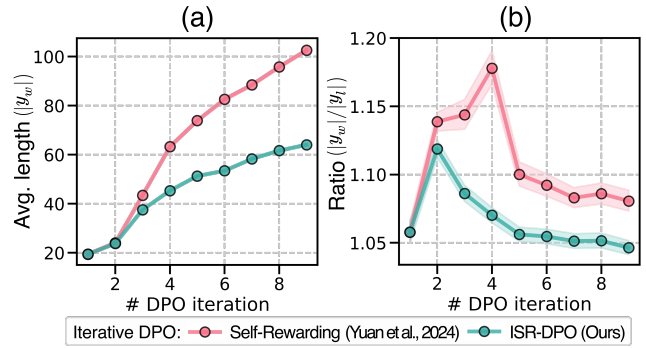 (a)
Avg. length (|y_w|)
100
80
60
40
20
2 4 6 8
# DPO iteration
(b)
Ratio (|y_w|/|y_l|)
1.20
1.15
1.10
1.05
2 4 6 8
# DPO iteration
Iterative DPO: Self-Rewarding (Yuan et al., 2024) ISR-DPO (Ours)